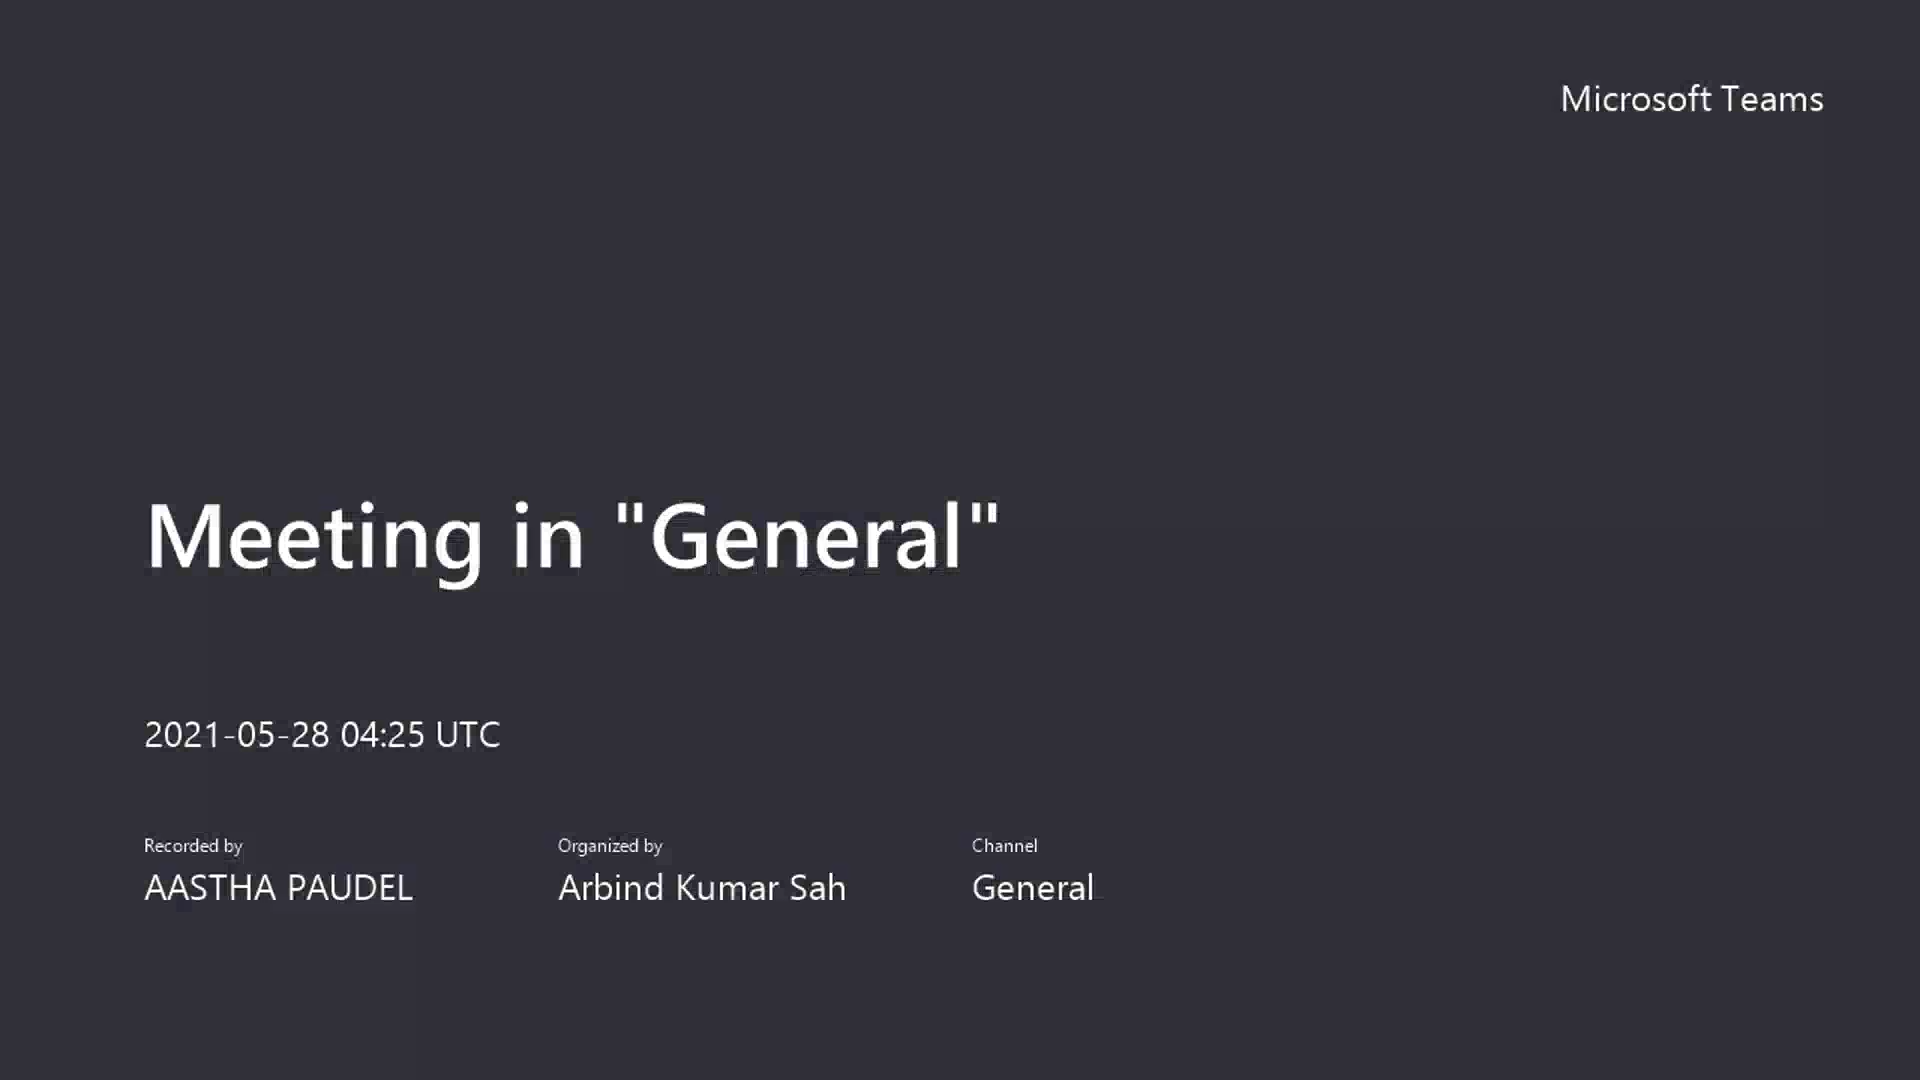 Microsoft Teams
Meeting in "General"
2021-05-28 04:25 UTC
Recorded by
AASTHA PAUDEL
Organized by
Arbind Kumar Sah
Channel
General